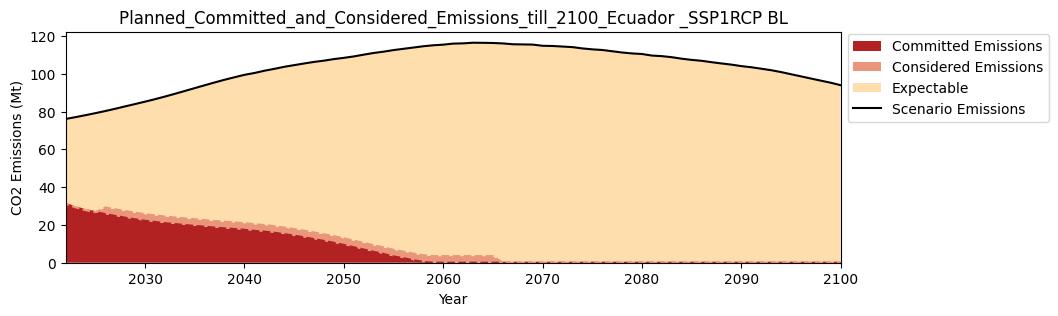 Planned_Committed_and_Considered_Emissions_till_2100_Ecuador _SSP1RCP BL
120
100
80
60
40
20
0
CO2 Emissions (Mt)
2030
2040
2050
2060
2070
2080
2090
2100
Year
Committed Emissions
Considered Emissions
Expectable
Scenario Emissions